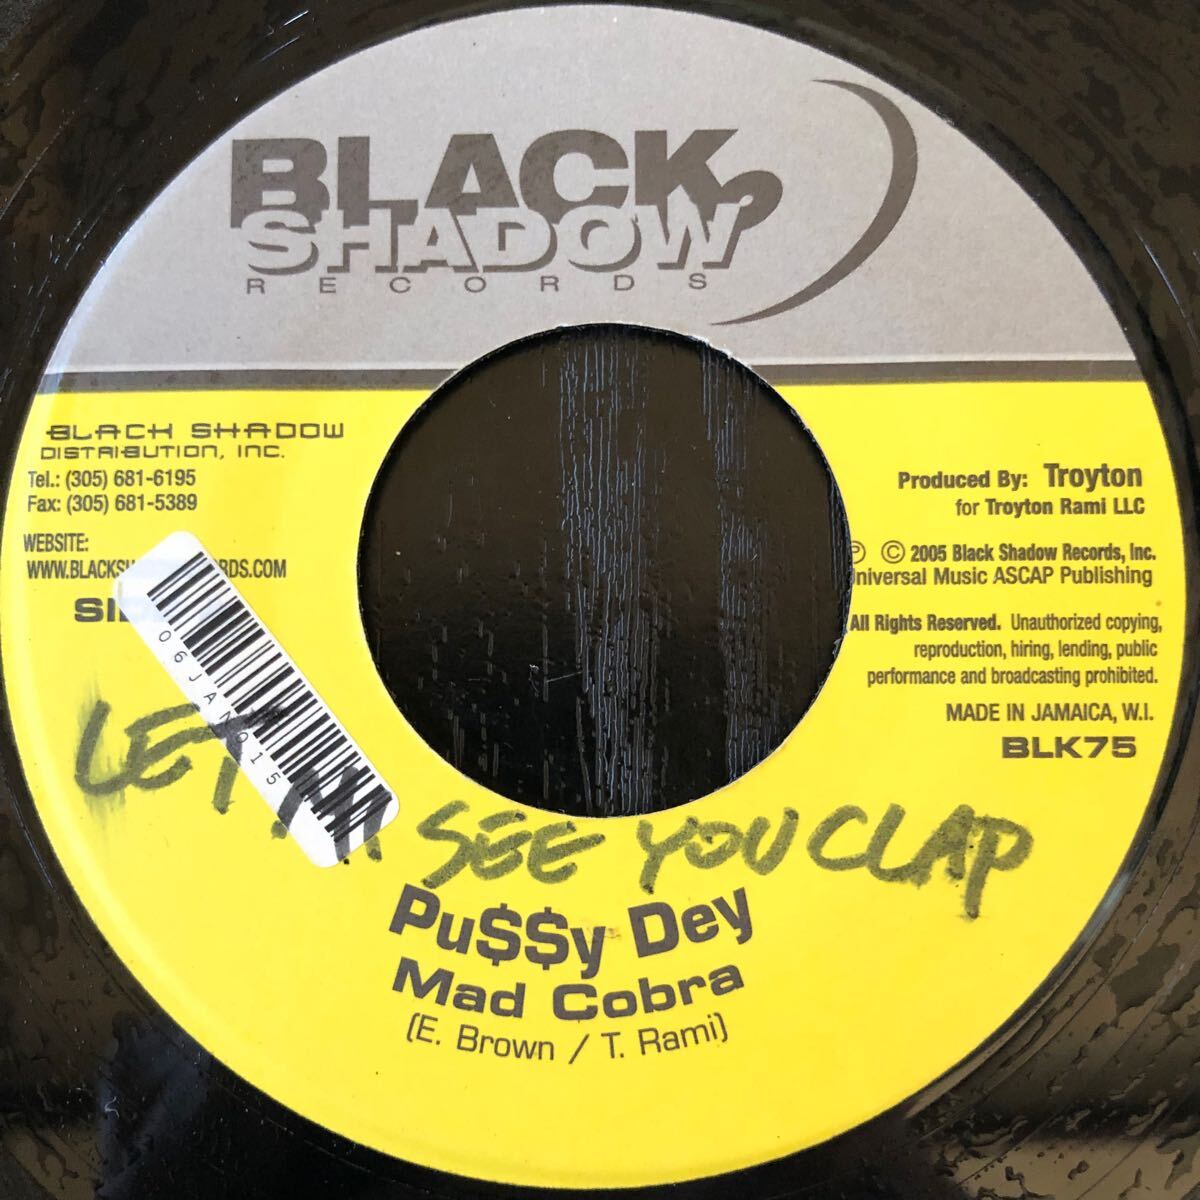 BLACK
SHADOW
RECORDS
BLACK SHADOW
DISTRIBUTION, INC.
Tel.: (305) 681-6195
Fax: (305) 681-5389
WEBSITE:
WWW.BLACKSH RDS.COM
SI
06JAN 15
Produced By: Troyton
for Troyton Rami LLC
Ⓟ © 2005 Black Shadow Records, Inc.
Universal Music ASCAP Publishing
All Rights Reserved. Unauthorized copying,
reproduction, hiring, lending, public
performance and broadcasting prohibited.
MADE IN JAMAICA, W.I.
BLK75
LET SEE YOU CLAP
Pu$$y Dey
Mad Cobra
(E. Brown / T. Rami)